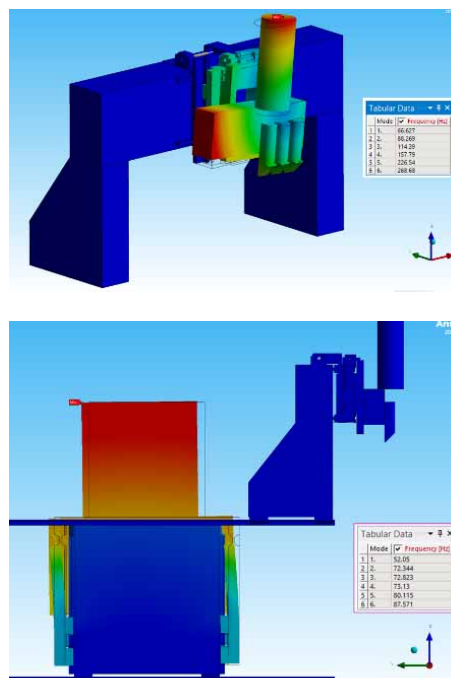 Tabular Data
Mode Frequency [Hz]
1 1. 66.627
2 2. 88.269
3 3. 114.39
4 4. 157.79
5 5. 226.54
6 6. 268.68
Tabular Data
Mode Frequency [Hz]
1 1. 52.05
2 2. 72.344
3 3. 72.823
4 4. 73.13
5 5. 80.115
6 6. 87.571